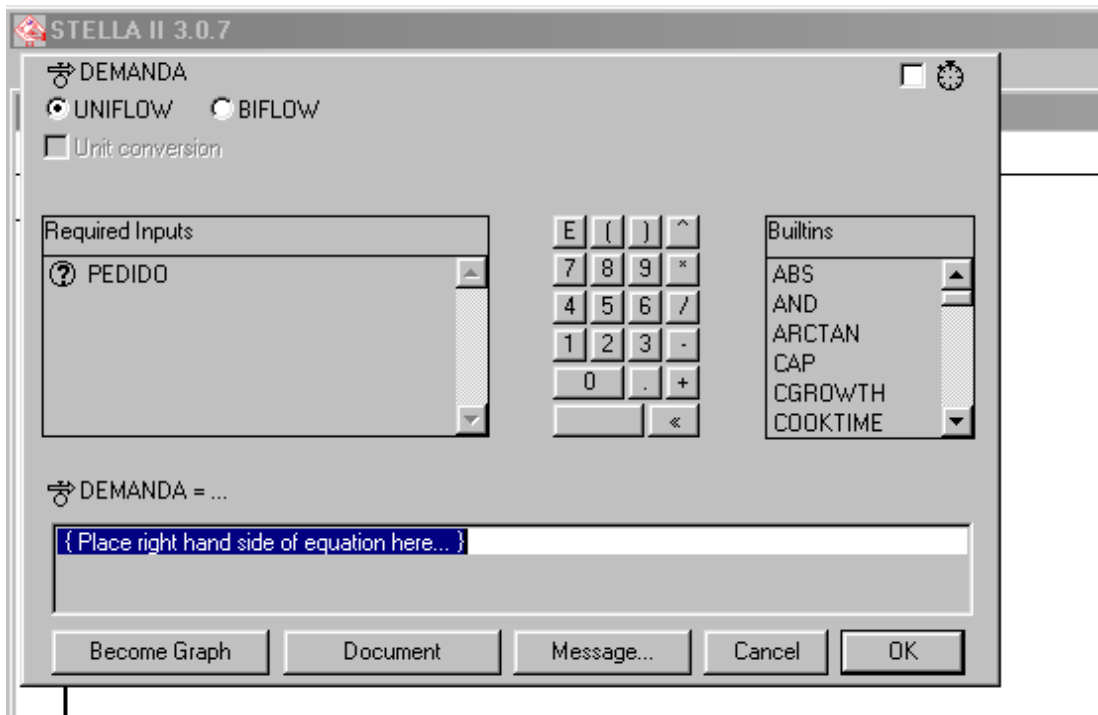 STELLA II 3.0.7
DEMANDA
UNIFLOW BIFLOW
Unit conversion
Required Inputs
PEDIDO
E ( ) ^
7 8 9 *
4 5 6 /
1 2 3 -
0 . +
«
Builtins
ABS
AND
ARCTAN
CAP
CGROWTH
COOKTIME
DEMANDA = ...
{ Place right hand side of equation here... }
Become Graph Document Message... Cancel OK